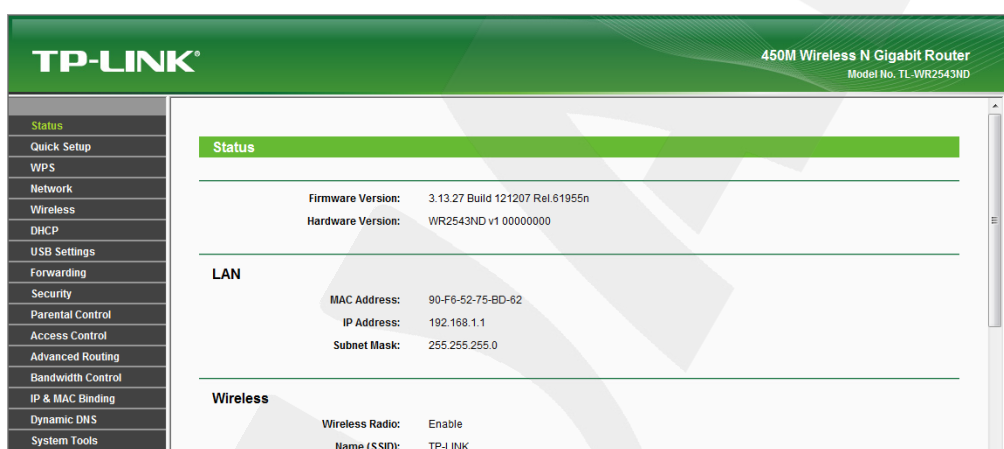 TP-LINK®
450M Wireless N Gigabit Router
Model No. TL-WR2543ND
Status
Quick Setup
WPS
Network
Wireless
DHCP
USB Settings
Forwarding
Security
Parental Control
Access Control
Advanced Routing
Bandwidth Control
IP & MAC Binding
Dynamic DNS
System Tools
Status
Firmware Version: 3.13.27 Build 121207 Rel.61955n
Hardware Version: WR2543ND v1 00000000
LAN
MAC Address: 90-F6-52-75-BD-62
IP Address: 192.168.1.1
Subnet Mask: 255.255.255.0
Wireless
Wireless Radio: Enable
Name (SSID): TP-LINK